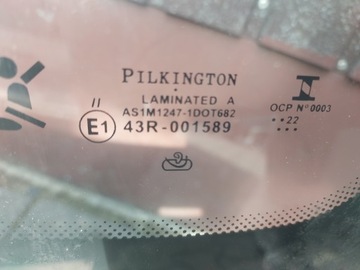 PILKINGTON
LAMINATED A
AS1M1247-1DOT682
II
E1
43R-001589
I
OCP N°0003
••22
•••